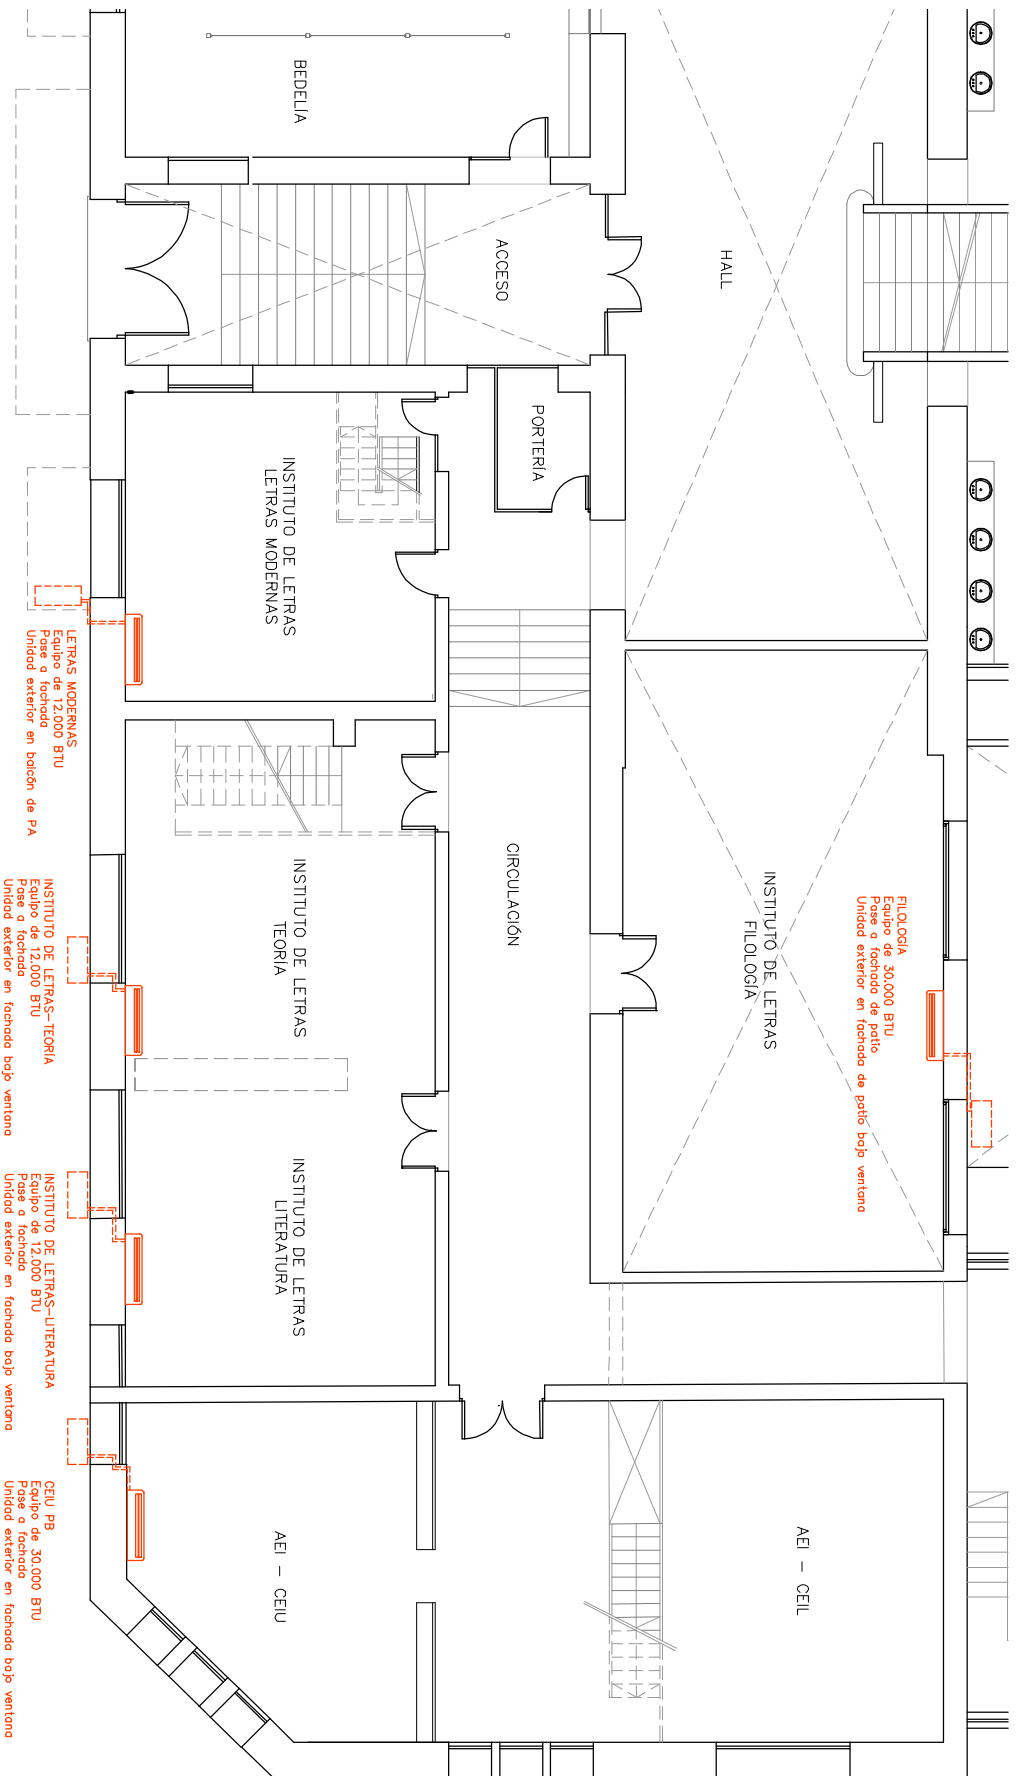 BEDELÍA
ACCESO
HALL
PORTERÍA
INSTITUTO DE LETRAS
LETRAS MODERNAS
LETRAS MODERNAS
Equipo de 12.000 BTU
Pase a fachada
Unidad exterior en balcón de PA
CIRCULACIÓN
INSTITUTO DE LETRAS
FILOLOGÍA
FILOLOGÍA
Equipo de 30.000 BTU
Pase a fachada de patio
Unidad exterior en fachada de patio bajo ventana
INSTITUTO DE LETRAS
TEORÍA
INSTITUTO DE LETRAS-TEORÍA
Equipo de 12.000 BTU
Pase a fachada
Unidad exterior en fachada bajo ventana
INSTITUTO DE LETRAS
LITERATURA
INSTITUTO DE LETRAS-LITERATURA
Equipo de 12.000 BTU
Pase a fachada
Unidad exterior en fachada bajo ventana
AEI - CEIU
AEI - CEIL
CEIU PB
Equipo de 30.000 BTU
Pase a fachada
Unidad exterior en fachada bajo ventana